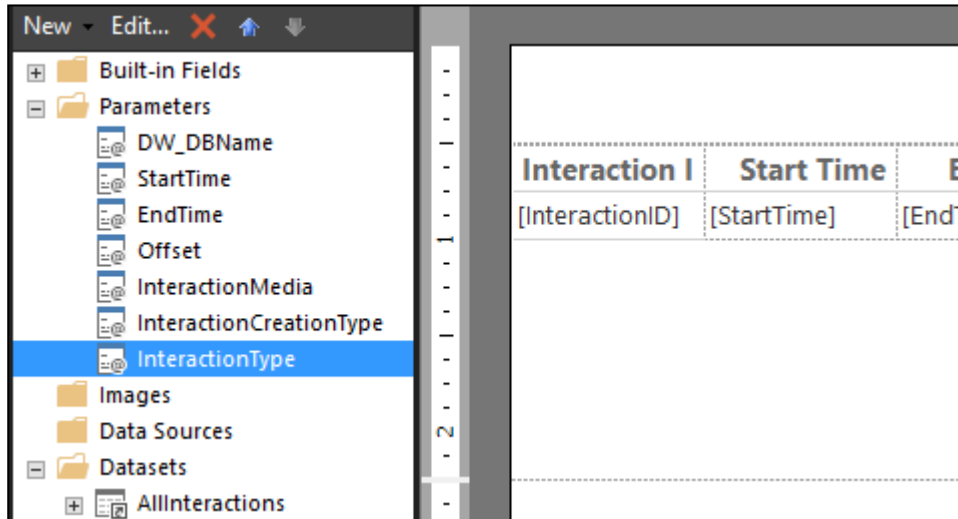 New Edit...
Built-in Fields
Parameters
DW_DBName
StartTime
EndTime
Offset
InteractionMedia
InteractionCreationType
InteractionType
Images
Data Sources
Datasets
AllInteractions
1
2
Interaction I Start Time E
[InteractionID] [StartTime] [End